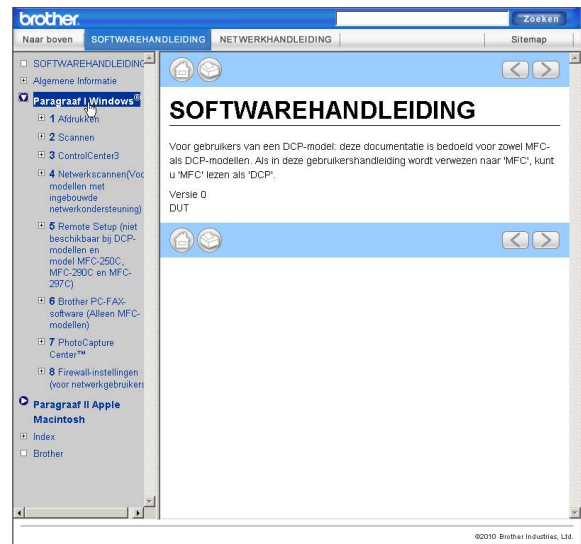 brother.
Zoeken
Naar boven SOFTWAREHANDLEIDING NETWERKHANDLEIDING Sitemap
SOFTWAREHANDLEIDING
Algemene Informatie
Paragraaf I Windows®
1 Afdrukken
2 Scannen
3 ControlCenter3
4 Netwerkscannen(Voo
modellen met
ingebouwde
netwerkondersteuning)
5 Remote Setup (niet
beschikbaar bij DCP-
modellen en
model MFC-250C,
MFC-290C en MFC-
297C)
6 Brother PC-FAX-
software (Alleen MFC-
modellen)
7 PhotoCapture
Center™
8 Firewall-instellingen
(voor netwerkgebruikers
Paragraaf II Apple
Macintosh
Index
Brother
SOFTWAREHANDLEIDING
Voor gebruikers van een DCP-model: deze documentatie is bedoeld voor zowel MFC-
als DCP-modellen. Als in deze gebruikershandleiding wordt verwezen naar 'MFC', kunt
u 'MFC' lezen als 'DCP'.
Versie 0
DUT
©2010 Brother Industries, Ltd.